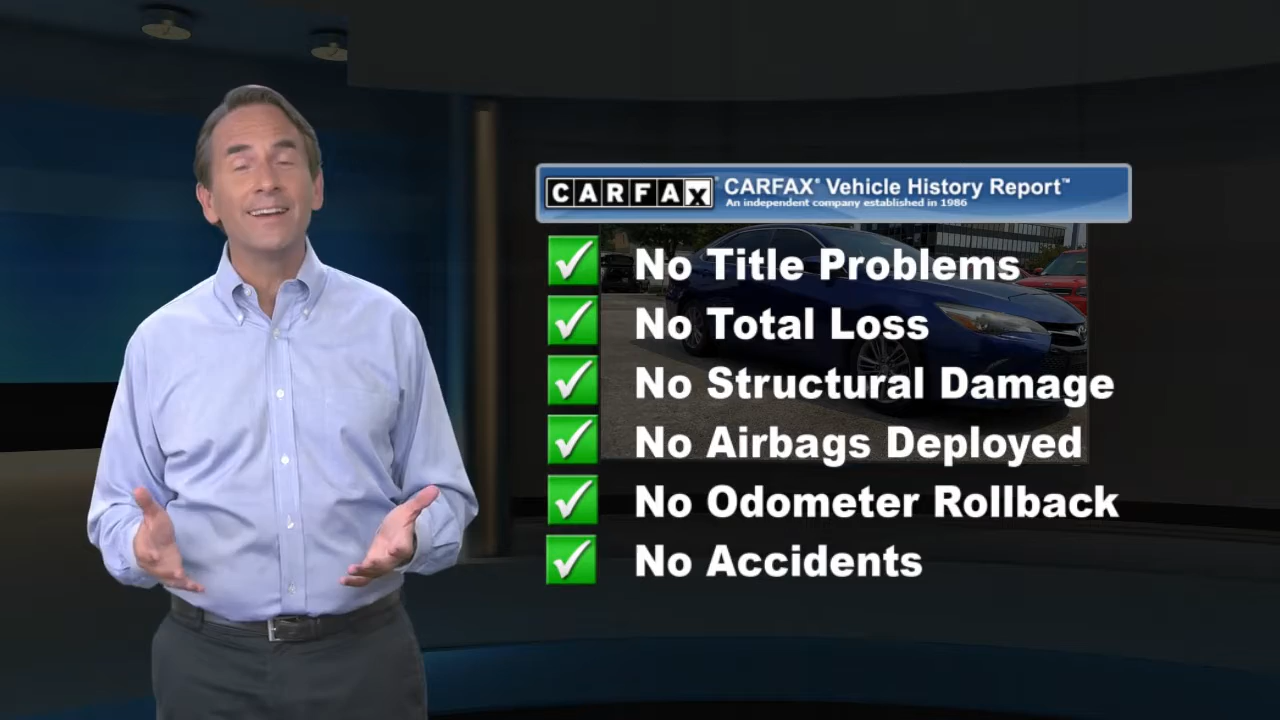 CARFAX® CARFAX® Vehicle History Report™
An independent company established in 1986
No Title Problems
No Total Loss
No Structural Damage
No Airbags Deployed
No Odometer Rollback
No Accidents